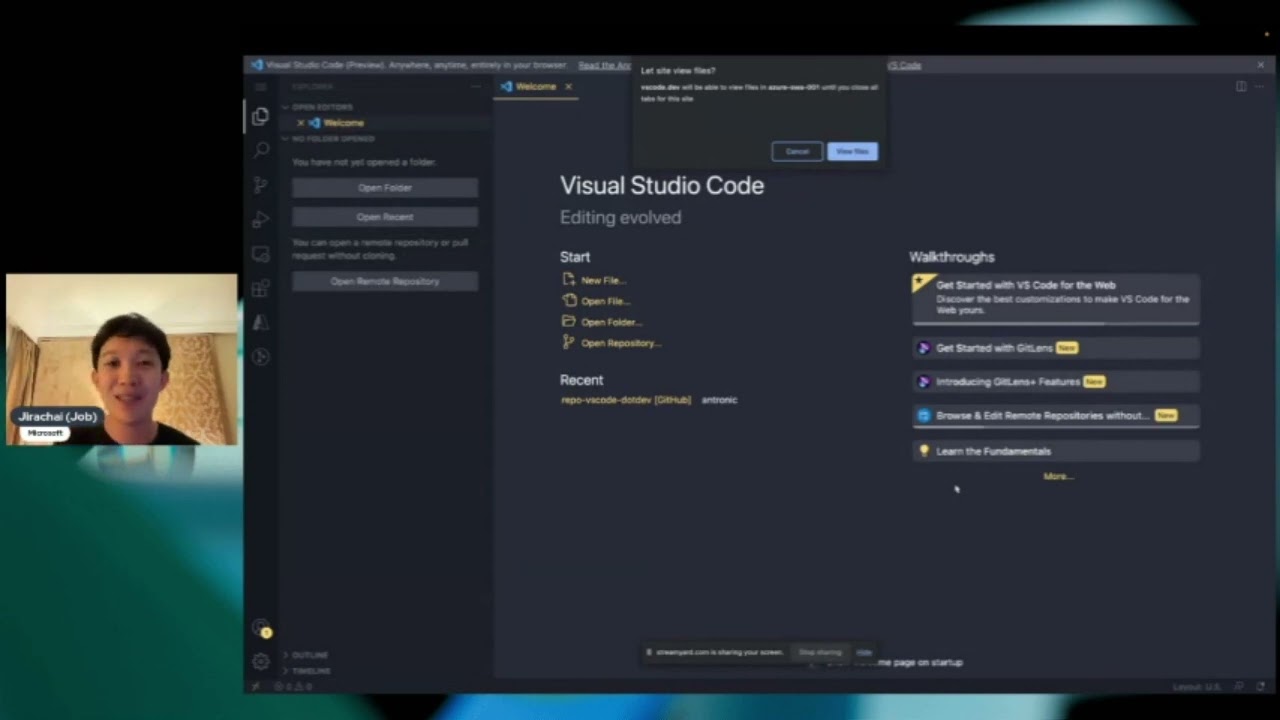 Visual Studio Code (Preview). Anywhere, anytime, entirely in your browser. Read the Ann
VS Code
EXPLORER
OPEN EDITORS
Welcome
NO FOLDER OPENED
You have not yet opened a folder.
Open Folder
Open Recent
You can open a remote repository or pull
request without cloning.
Open Remote Repository
OUTLINE
TIMELINE
Welcome
Let site view files?
vscode.dev will be able to view files in azure-swa-001 until you close all
tabs for this site
Cancel
View files
Visual Studio Code
Editing evolved
Start
New File...
Open File...
Open Folder...
Open Repository...
Recent
repo-vscode-dotdev [GitHub] antronic
Walkthroughs
Get Started with VS Code for the Web
Discover the best customizations to make VS Code for the
Web yours.
Get Started with GitLens New
Introducing GitLens+ Features New
Browse & Edit Remote Repositories without... New
Learn the Fundamentals
More...
streamyard.com is sharing your screen. Stop sharing Hide
me page on startup
0 0
Layout: U.S.
1
Jirachai (Job)
Microsoft